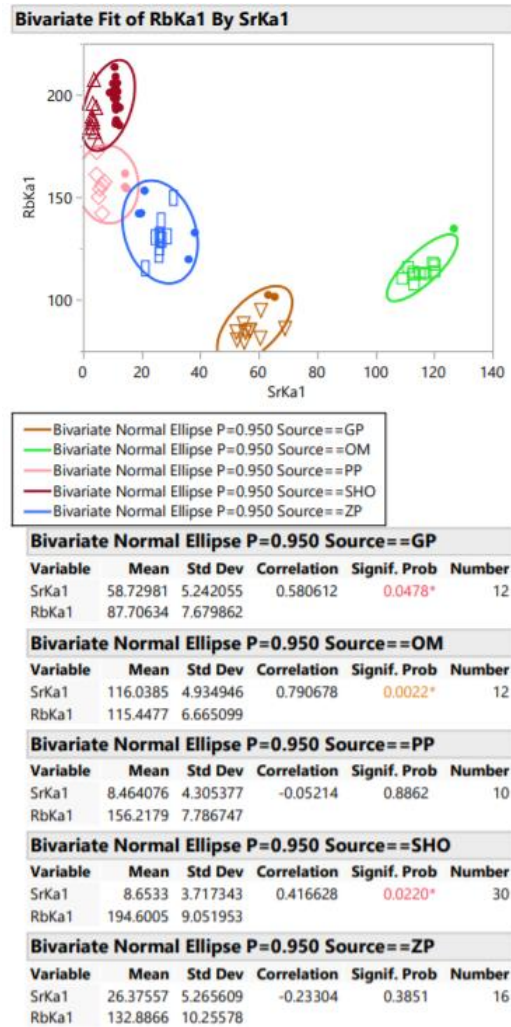 Bivariate Fit of RbKa1 By SrKa1
200
150
100
RbKa1
0 20 40 60 80 100 120 140
SrKa1
Bivariate Normal Ellipse P=0.950 Source==GP
Bivariate Normal Ellipse P=0.950 Source==OM
Bivariate Normal Ellipse P=0.950 Source==PP
Bivariate Normal Ellipse P=0.950 Source==SHO
Bivariate Normal Ellipse P=0.950 Source==ZP
Bivariate Normal Ellipse P=0.950 Source==GP
Variable Mean Std Dev Correlation Signif. Prob Number
SrKa1 58.72981 5.242055 0.580612 0.0478* 12
RbKa1 87.70634 7.679862
Bivariate Normal Ellipse P=0.950 Source==OM
Variable Mean Std Dev Correlation Signif. Prob Number
SrKa1 116.0385 4.934946 0.790678 0.0022* 12
RbKa1 115.4477 6.665099
Bivariate Normal Ellipse P=0.950 Source==PP
Variable Mean Std Dev Correlation Signif. Prob Number
SrKa1 8.464076 4.305377 -0.05214 0.8862 10
RbKa1 156.2179 7.786747
Bivariate Normal Ellipse P=0.950 Source==SHO
Variable Mean Std Dev Correlation Signif. Prob Number
SrKa1 8.6533 3.717343 0.416628 0.0220* 30
RbKa1 194.6005 9.051953
Bivariate Normal Ellipse P=0.950 Source==ZP
Variable Mean Std Dev Correlation Signif. Prob Number
SrKa1 26.37557 5.265609 -0.23304 0.3851 16
RbKa1 132.8866 10.25578